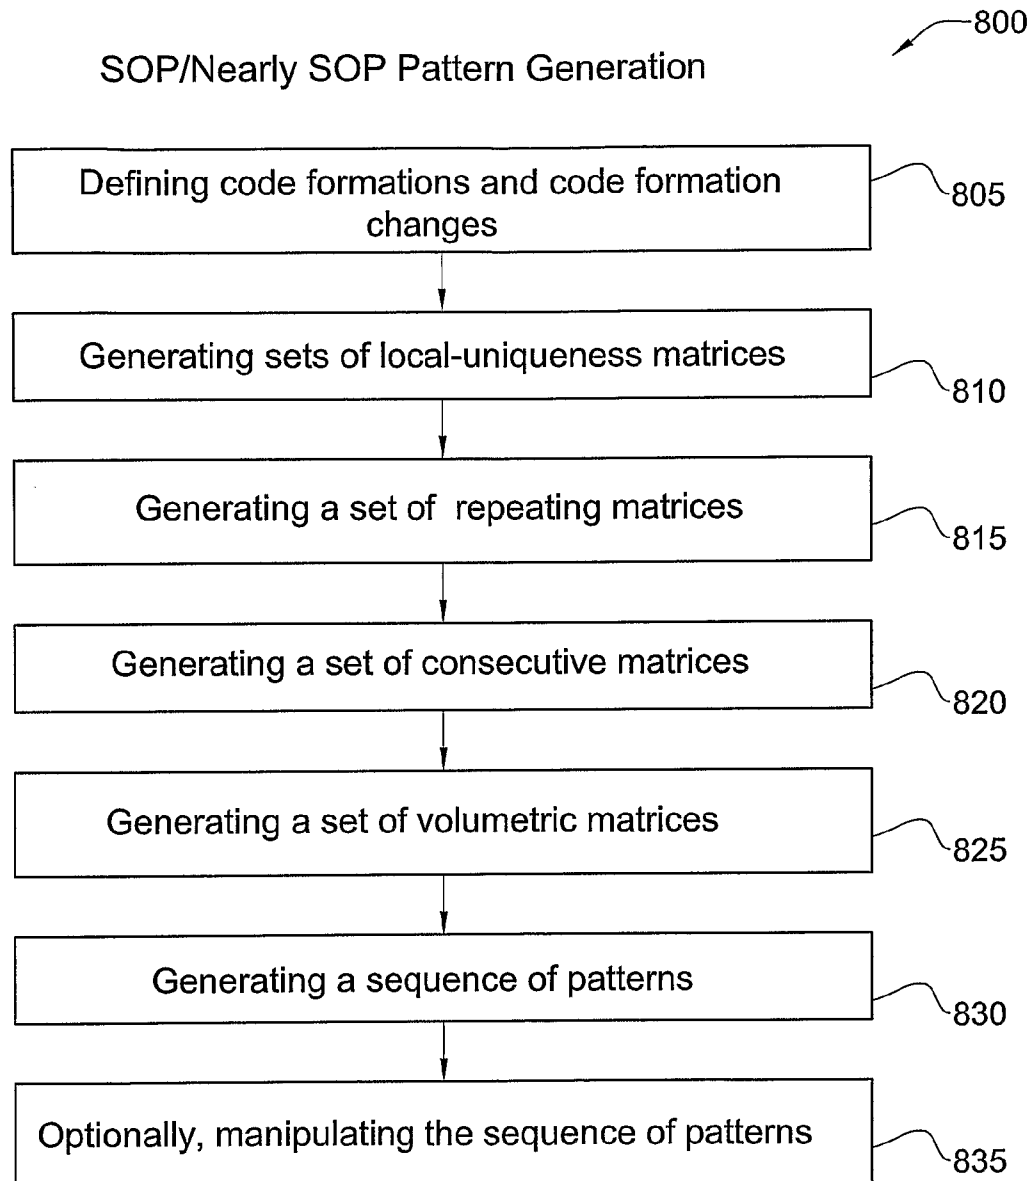 800
SOP/Nearly SOP Pattern Generation
Defining code formations and code formation
changes
805
Generating sets of local-uniqueness matrices
810
Generating a set of repeating matrices
815
Generating a set of consecutive matrices
820
Generating a set of volumetric matrices
825
Generating a sequence of patterns
830
Optionally, manipulating the sequence of patterns
835